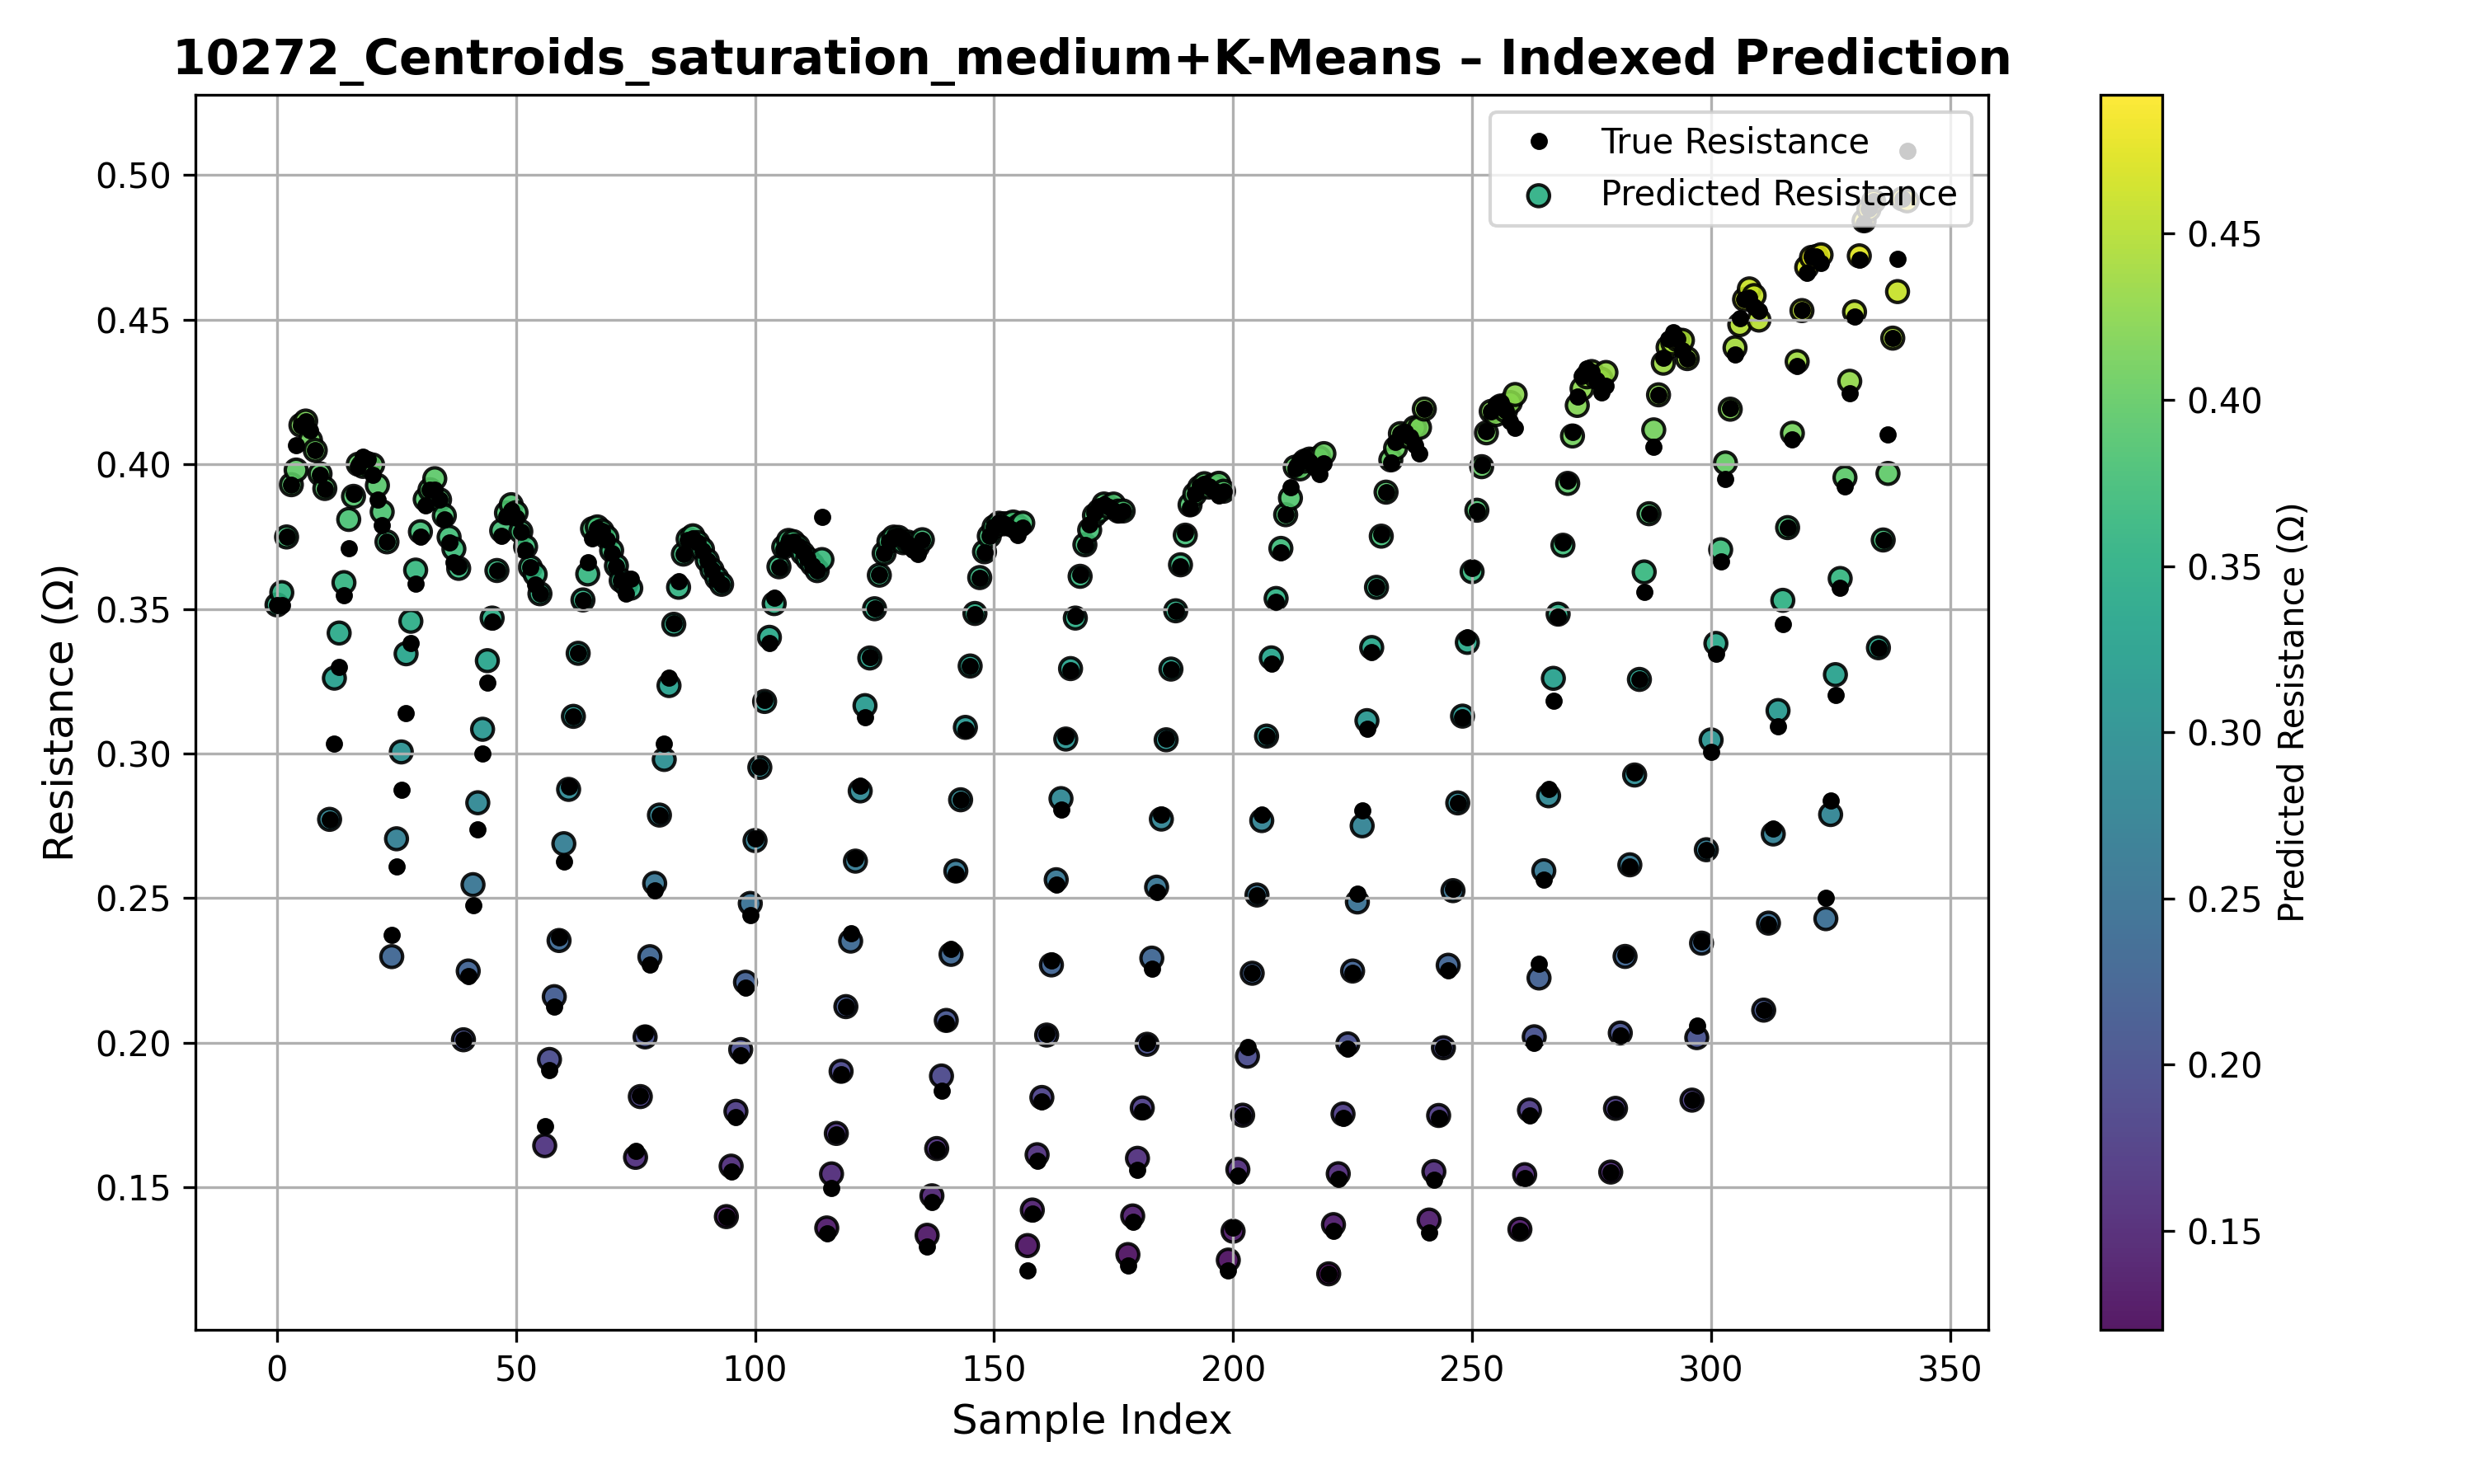 10272_Centroids_saturation_medium+K-Means – Indexed Prediction
True Resistance
Predicted Resistance
Resistance (Ω)
0.50
0.45
0.40
0.35
0.30
0.25
0.20
0.15
0 50 100 150 200 250 300 350
Sample Index
0.45
0.40
0.35
0.30
0.25
0.20
0.15
Predicted Resistance (Ω)